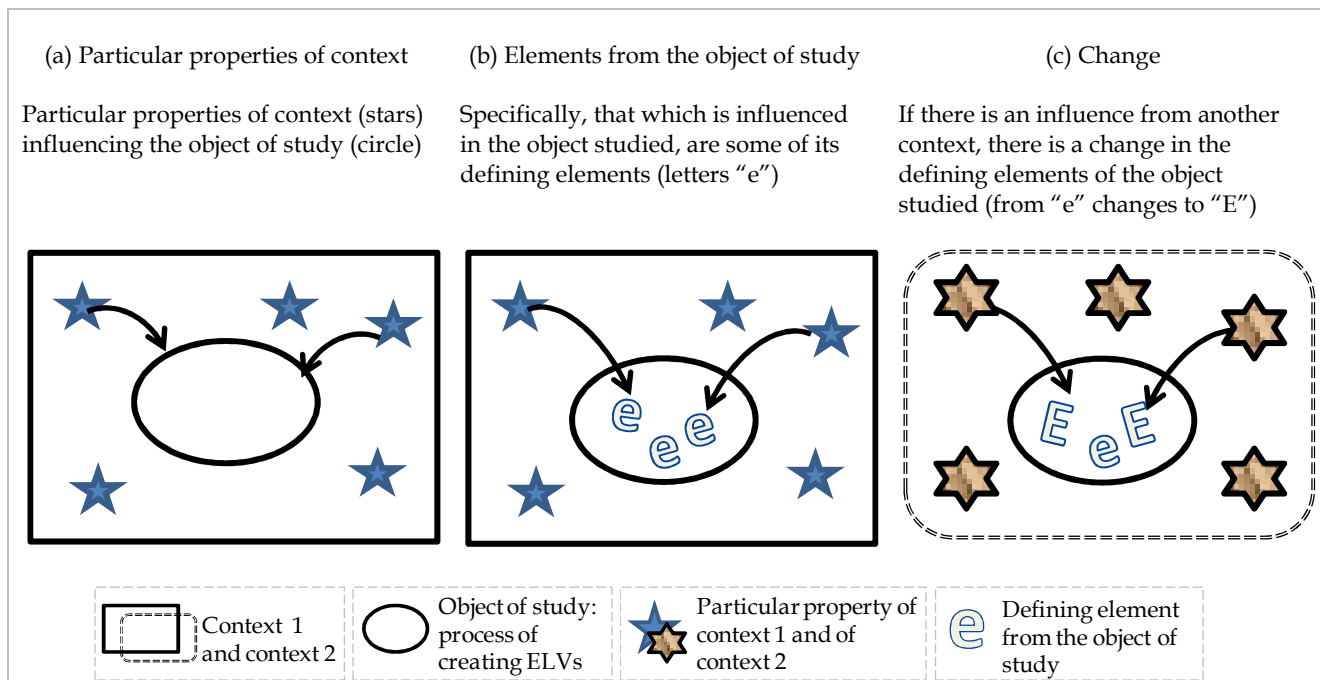 (a) Particular properties of context
Particular properties of context (stars)
influencing the object of study (circle)
(b) Elements from the object of study
Specifically, that which is influenced
in the object studied, are some of its
defining elements (letters “e”)
(c) Change
If there is an influence from another
context, there is a change in the
defining elements of the object
studied (from “e” changes to “E”)
e
e
e
E
e
E
Context 1
and context 2
Object of study:
process of
creating ELVs
Particular property of
context 1 and of
context 2
e
Defining element
from the object of
study